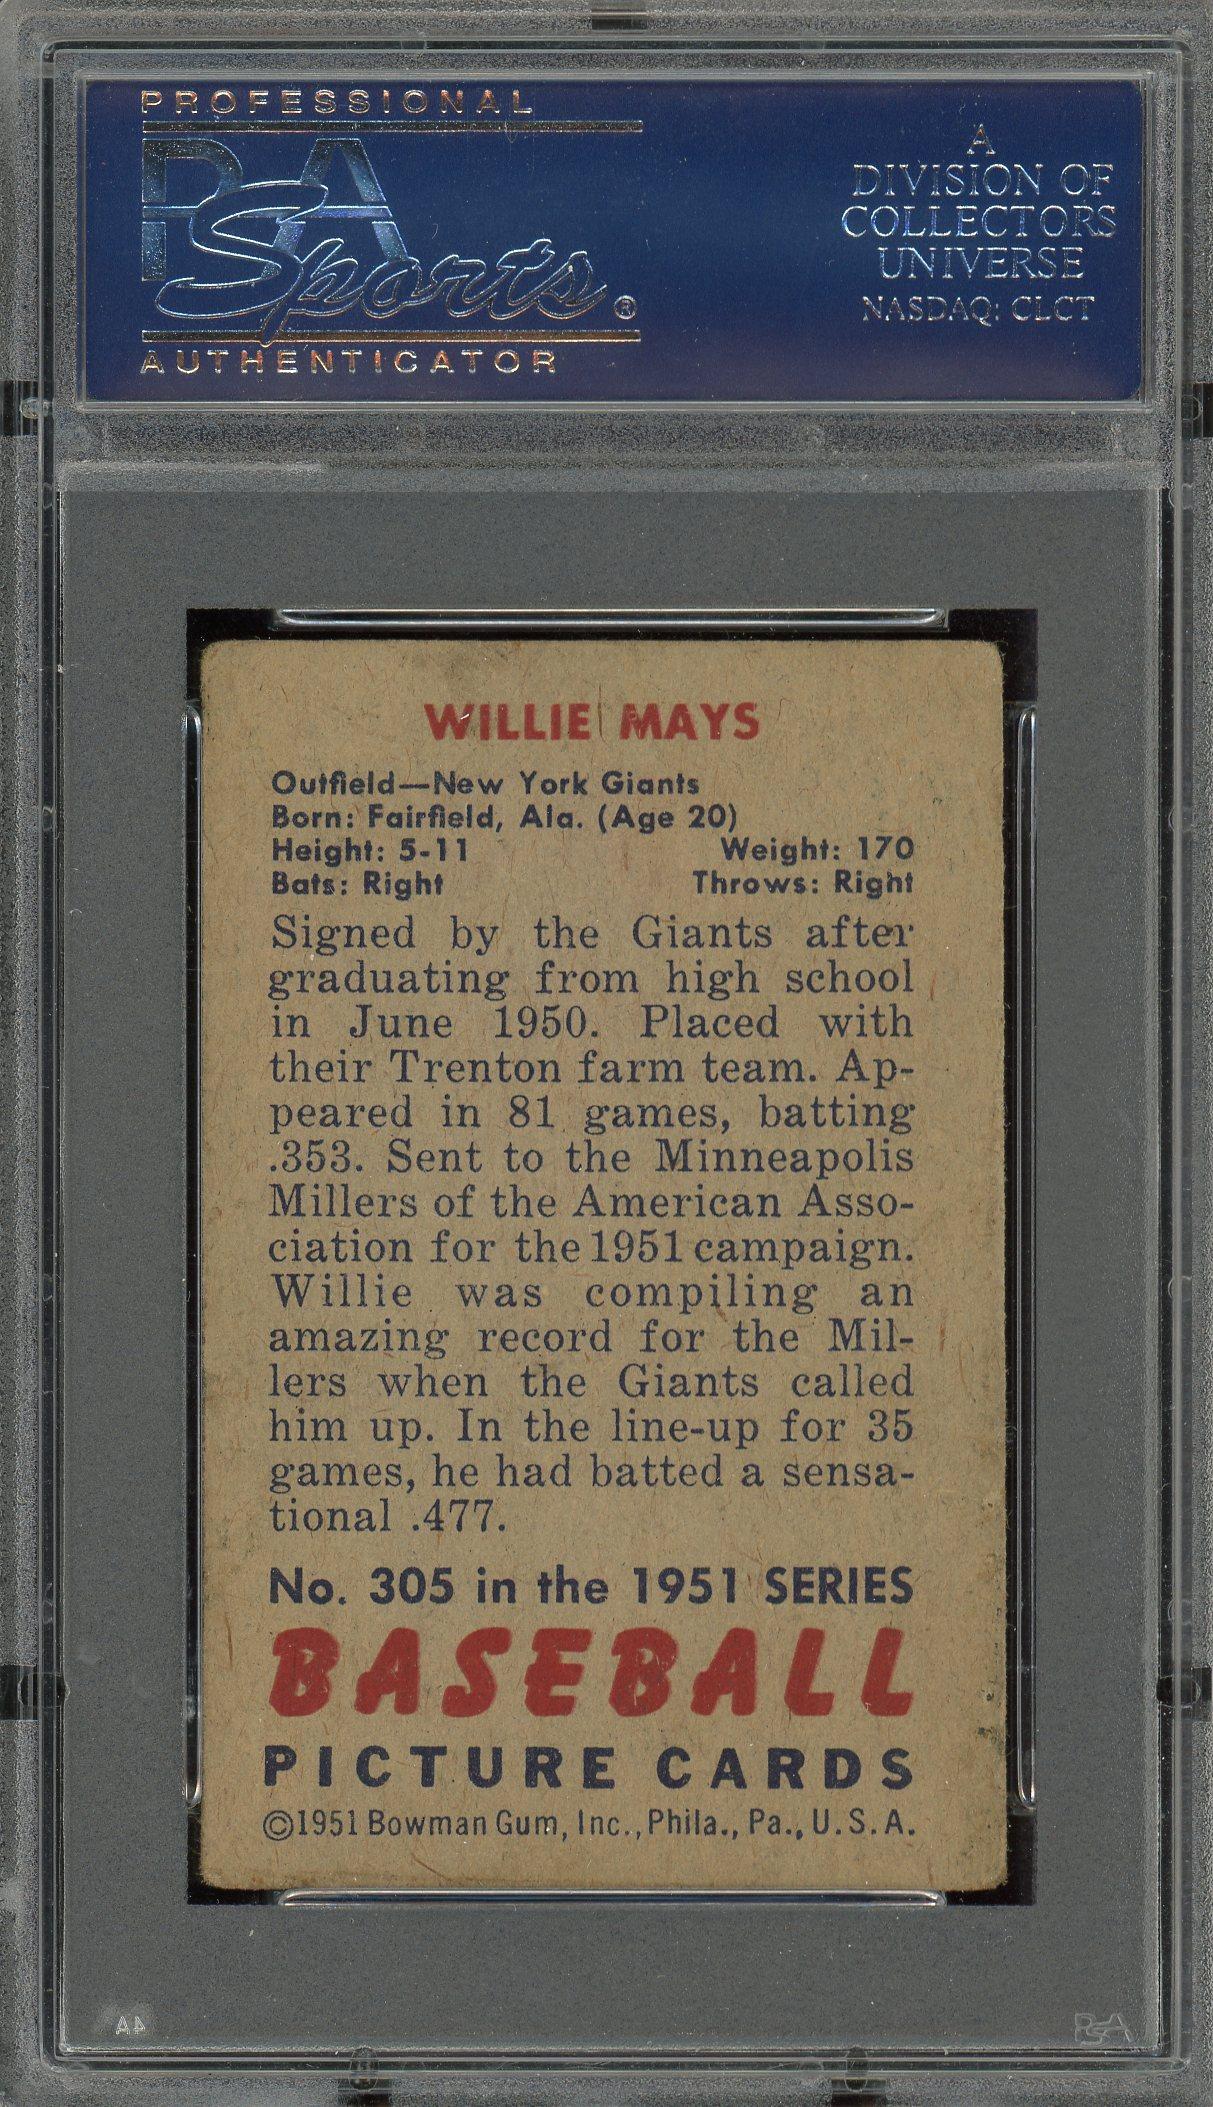 PROFESSIONAL
PSA
Sports®
AUTHENTICATOR
A
DIVISION OF
COLLECTORS
UNIVERSE
NASDAQ: CLCT
WILLIE MAYS
Outfield—New York Giants
Born: Fairfield, Ala. (Age 20)
Height: 5-11 Weight: 170
Bats: Right Throws: Right
Signed by the Giants after
graduating from high school
in June 1950. Placed with
their Trenton farm team. Ap-
peared in 81 games, batting
.353. Sent to the Minneapolis
Millers of the American Asso-
ciation for the 1951 campaign.
Willie was compiling an
amazing record for the Mil-
lers when the Giants called
him up. In the line-up for 35
games, he had batted a sensa-
tional .477.
No. 305 in the 1951 SERIES
BASEBALL
PICTURE CARDS
©1951 Bowman Gum, Inc., Phila., Pa., U.S.A.
PSA